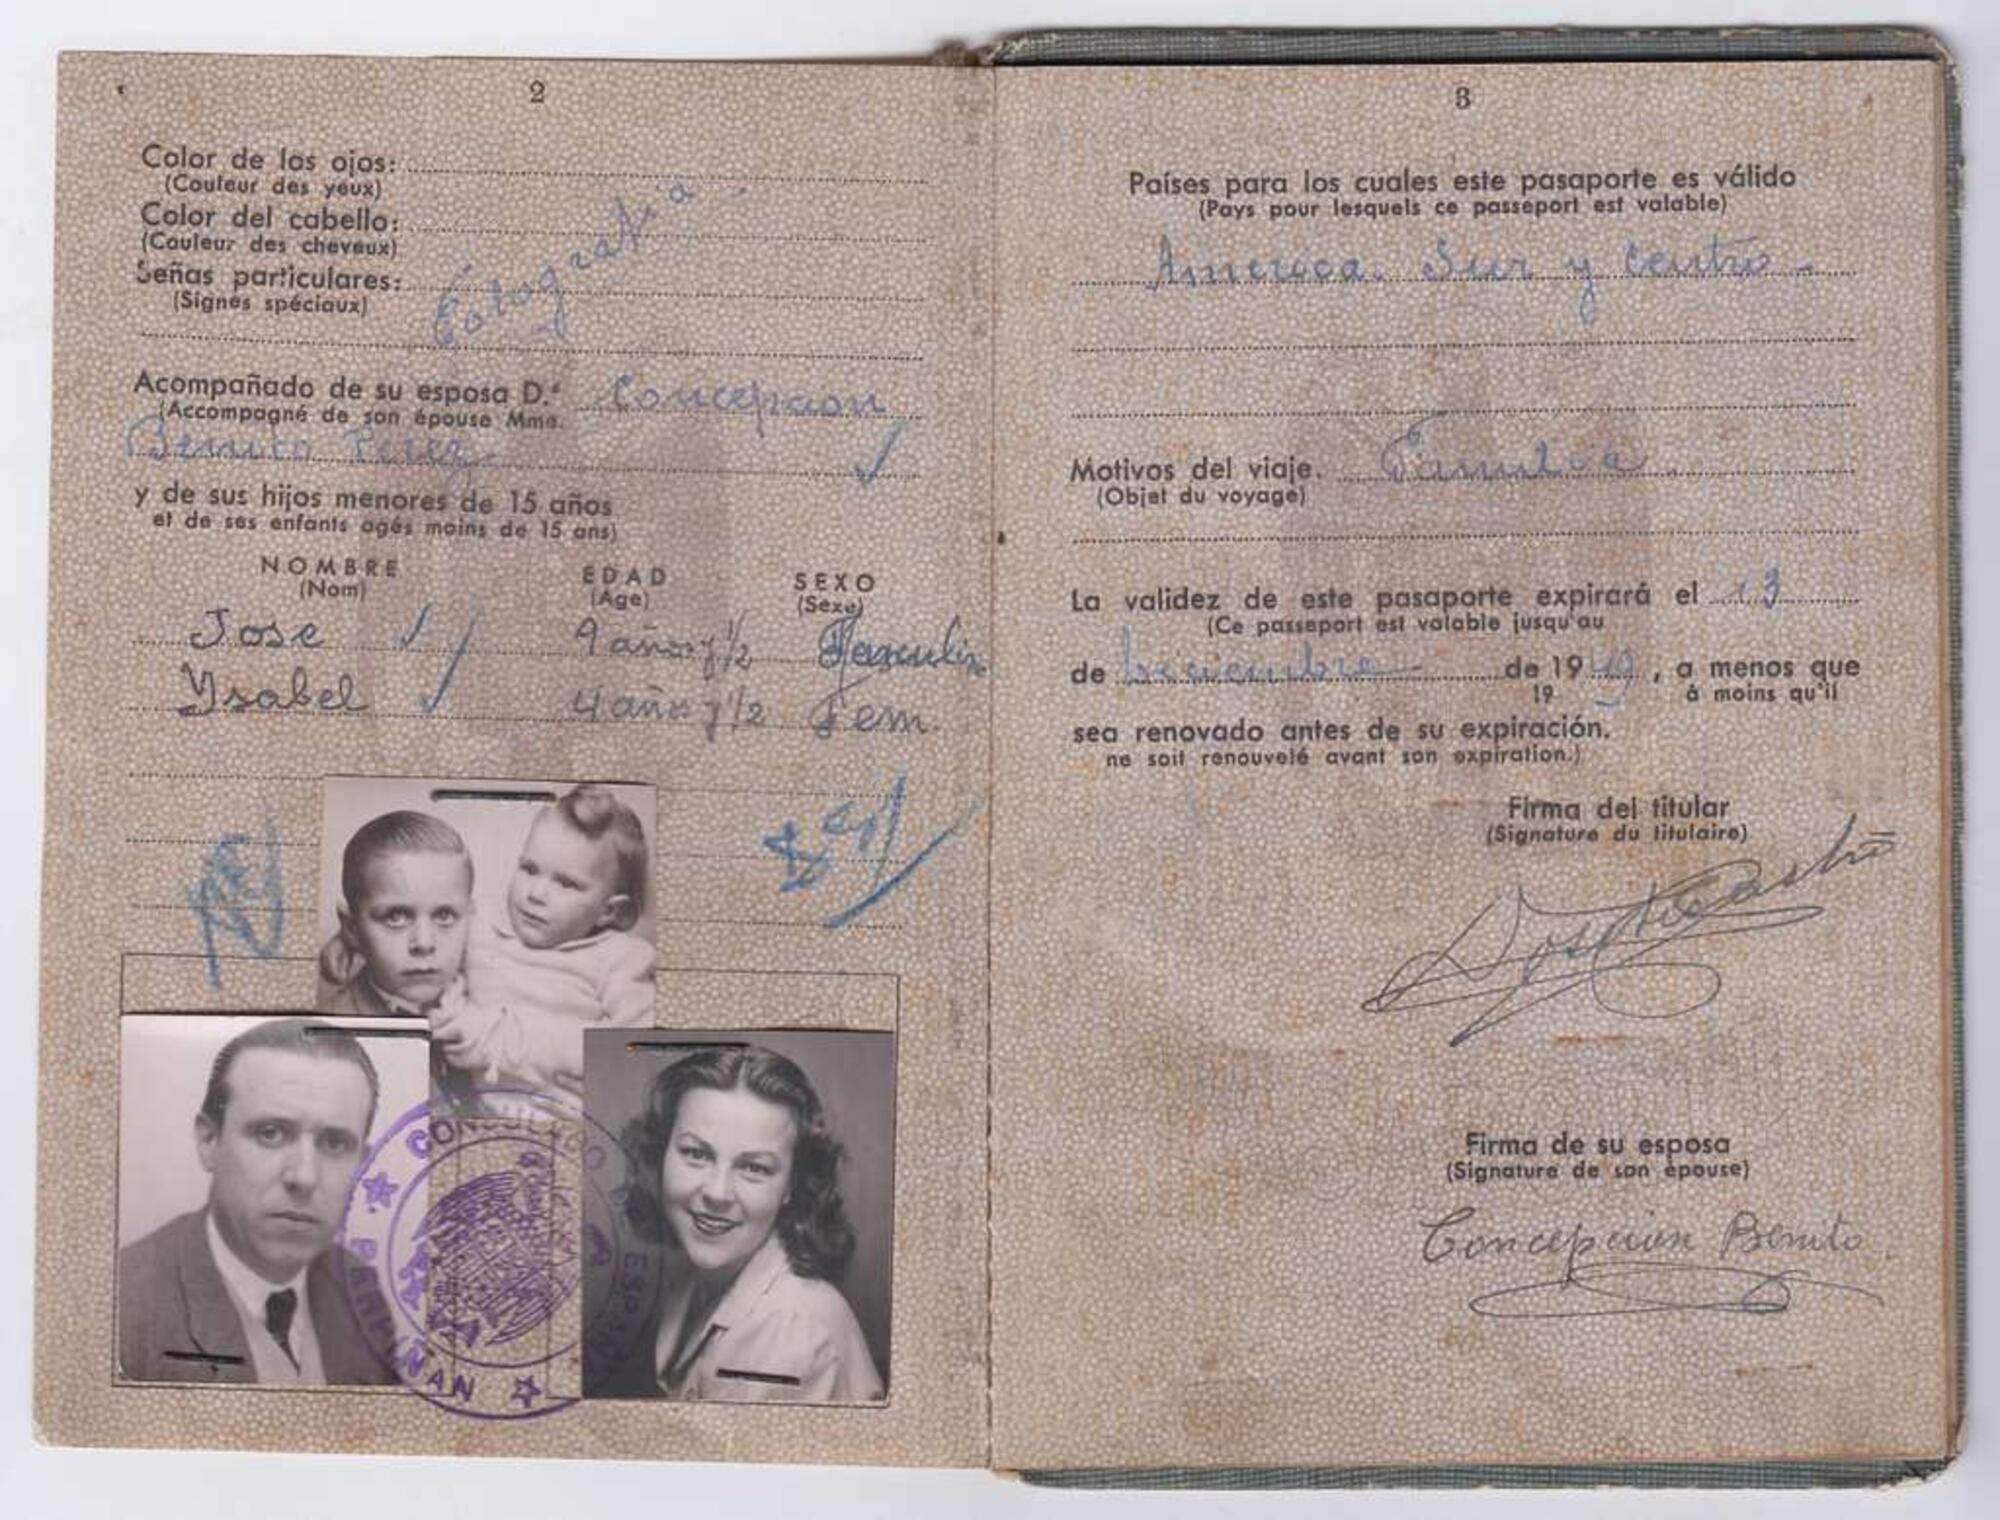 2
Color de los ojos:
(Couleur des yeux)
Color del cabello:
(Couleur des cheveux)
Señas particulares:
(Signes spéciaux)
Fotografia
Acompañado de su esposa D.ª Concepcion
(Accompagné de son épouse Mme.
Benito Perez
y de sus hijos menores de 15 años
et de ses enfants agés moins de 15 ans)
NOMBRE EDAD SEXO
(Nom) (Age) (Sexe)
Jose 9 años y 1/2
Ysabel 4 años y 1/2 Fem.
CONSULADO DE ESPAÑA
PERPIÑAN
3
Países para los cuales este pasaporte es válido
(Pays pour lesquels ce passeport est valable)
America. Sur y Centro -
Motivos del viaje. Familia
(Objet du voyage)
La validez de este pasaporte expirará el 13
(Ce passeport est valable jusqu'au
de Diciembre de 1949, a menos que
19 à moins qu'il
sea renovado antes de su expiración.
ne soit renouvelé avant son expiration.)
Firma del titular
(Signature du titulaire)
Firma de su esposa
(Signature de son épouse)
Concepcion Benito.